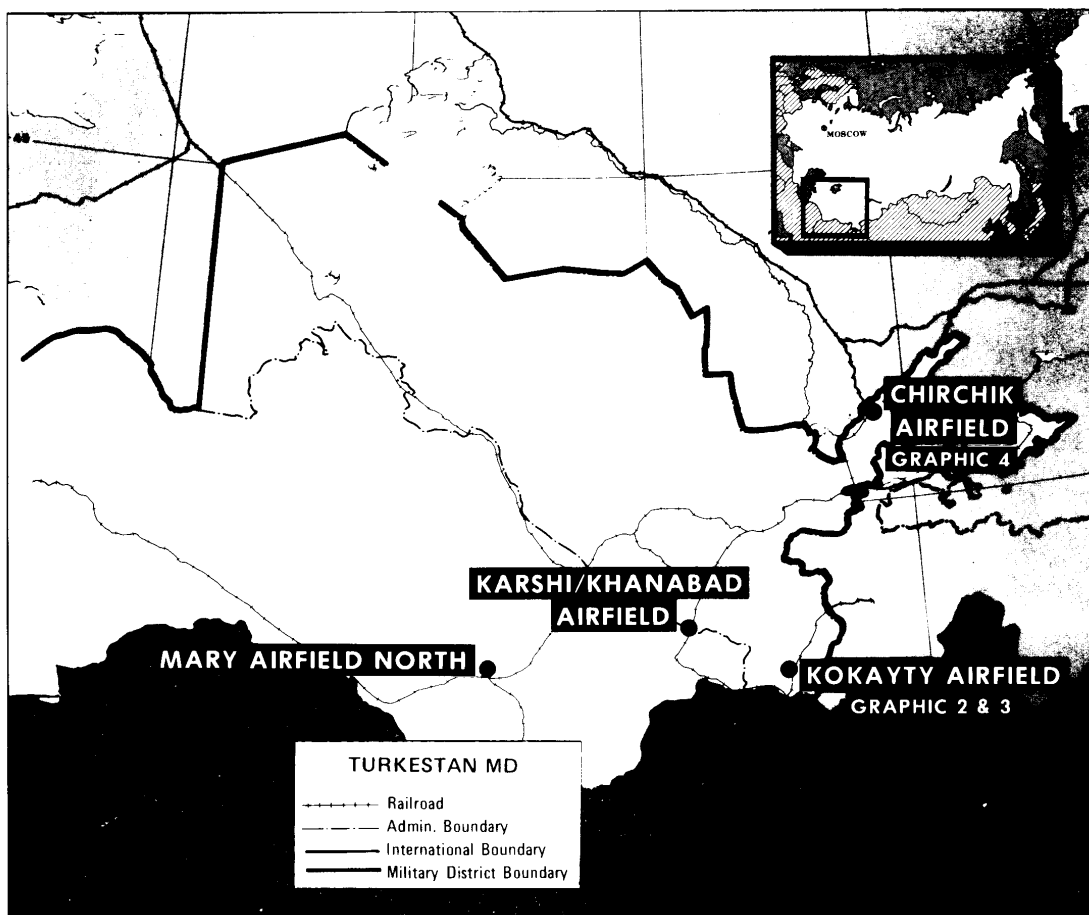 48
MOSCOW
CHIRCHIK
AIRFIELD
GRAPHIC 4
KARSHI/KHANABAD
AIRFIELD
MARY AIRFIELD NORTH
KOKAYTY AIRFIELD
GRAPHIC 2 & 3
TURKESTAN MD
Railroad
Admin. Boundary
International Boundary
Military District Boundary